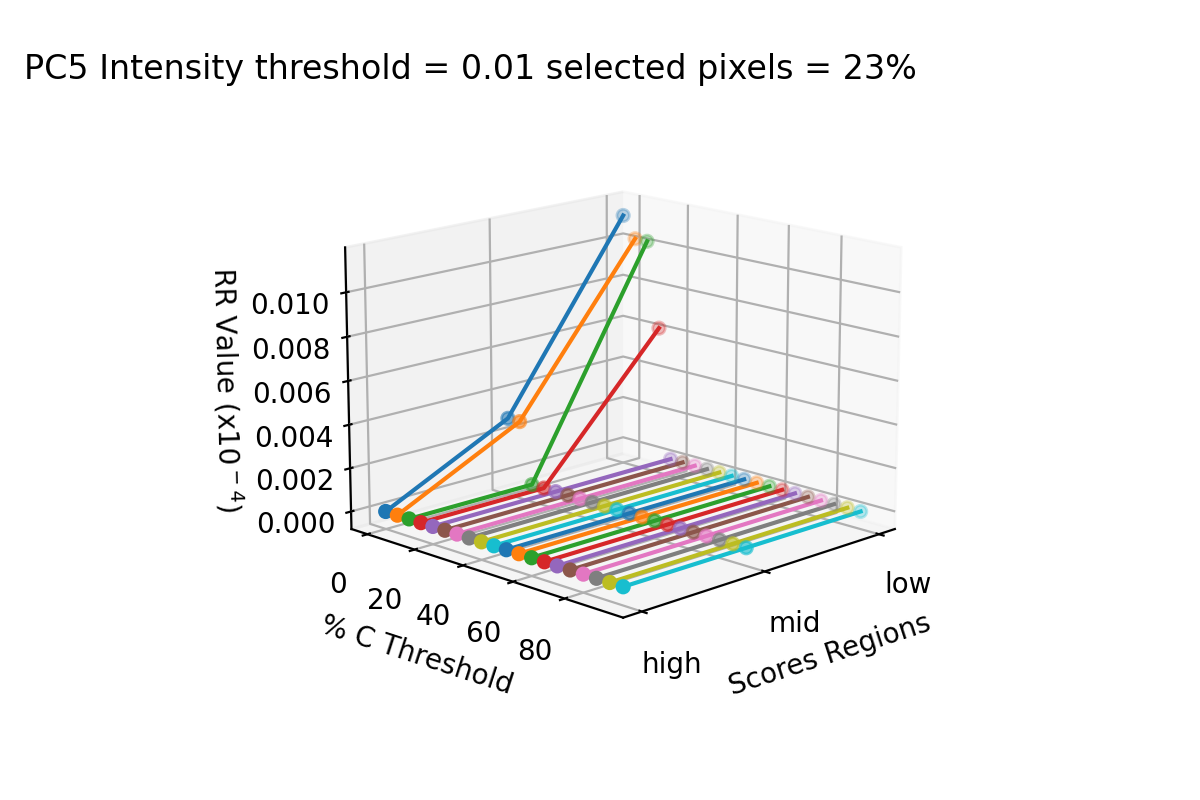 PC5 Intensity threshold = 0.01 selected pixels = 23%
RR Value (x10⁻⁴)
0.010
0.008
0.006
0.004
0.002
0.000
0
20
40
60
80
% C Threshold
high
mid
low
Scores Regions